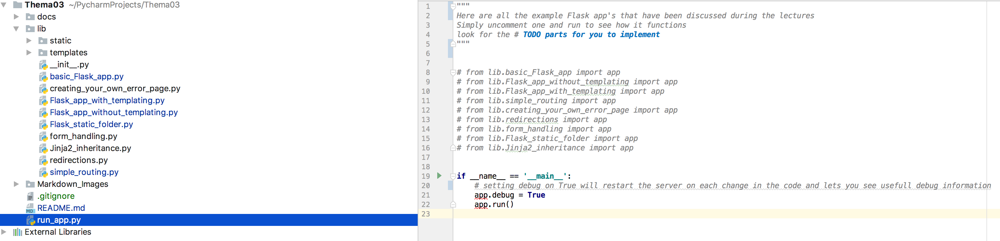 Thema03 ~/PycharmProjects/Thema03
docs
lib
static
templates
__init__.py
basic_Flask_app.py
creating_your_own_error_page.py
Flask_app_with_templating.py
Flask_app_without_templating.py
Flask_static_folder.py
form_handling.py
Jinja2_inheritance.py
redirections.py
simple_routing.py
Markdown_Images
.gitignore
MD README.md
run_app.py
External Libraries
1 """
2 Here are all the example Flask app's that have been discussed during the lectures
3 Simply uncomment one and run to see how it functions
4 look for the # TODO parts for you to implement
5 """
6
7
8 # from lib.basic_Flask_app import app
9 # from lib.Flask_app_without_templating import app
10 # from lib.Flask_app_with_templating import app
11 # from lib.simple_routing import app
12 # from lib.creating_your_own_error_page import app
13 # from lib.redirections import app
14 # from lib.form_handling import app
15 # from lib.Flask_static_folder import app
16 # from lib.Jinja2_inheritance import app
17
18
19 if __name__ == '__main__':
20 # setting debug on True will restart the server on each change in the code and lets you see usefull debug information
21 app.debug = True
22 app.run()
23